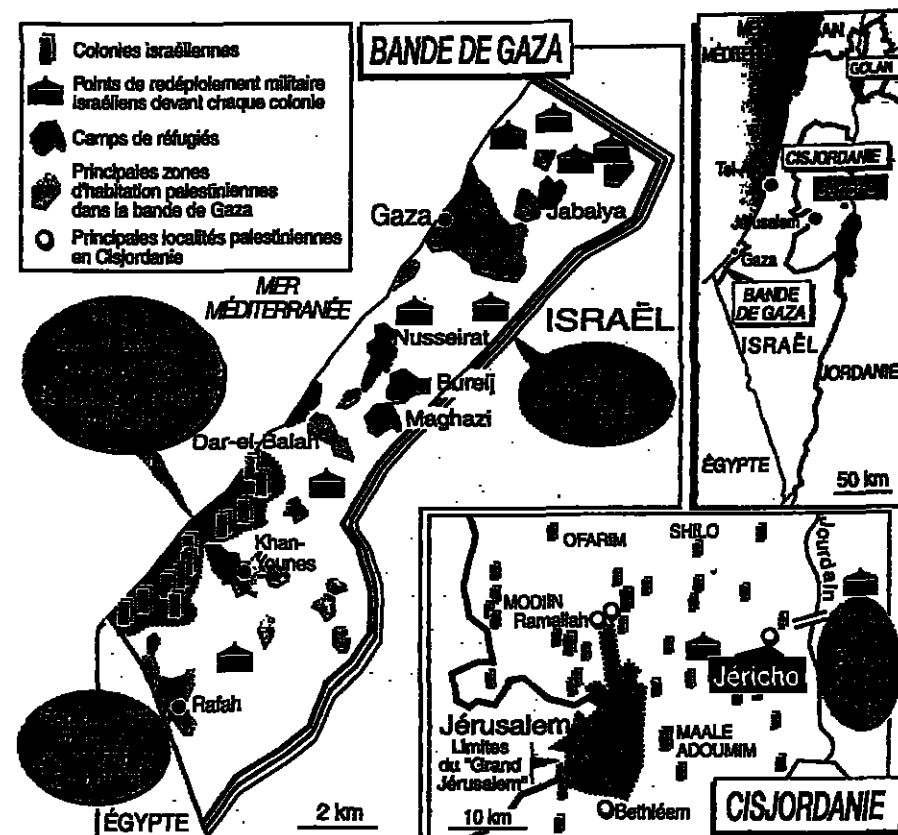 Colonies israéliennes
Points de redéploiement militaire
israéliens devant chaque colonie
Camps de réfugiés
Principales zones
d'habitation palestiniennes
dans la bande de Gaza
Principales localités palestiniennes
en Cisjordanie
BANDE DE GAZA
Gaza
Jabaiya
MER
MÉDITERRANÉE
Nusseirat
ISRAËL
Bureij
Maghazi
Dar-el-Balah
Khan-
Younes
Rafah
ÉGYPTE
2 km
GOLAN
CISJORDANIE
Tel-
Jérusalem
Gaza
BANDE
DE GAZA
ISRAËL
JORDANIE
ÉGYPTE
50 km
OFARIM
SHILO
Jourdain
MODIIN
Ramallah
Jéricho
Jérusalem
Limites
du "Grand
Jérusalem"
MAALE
ADOUMIM
Bethléem
10 km
CISJORDANIE